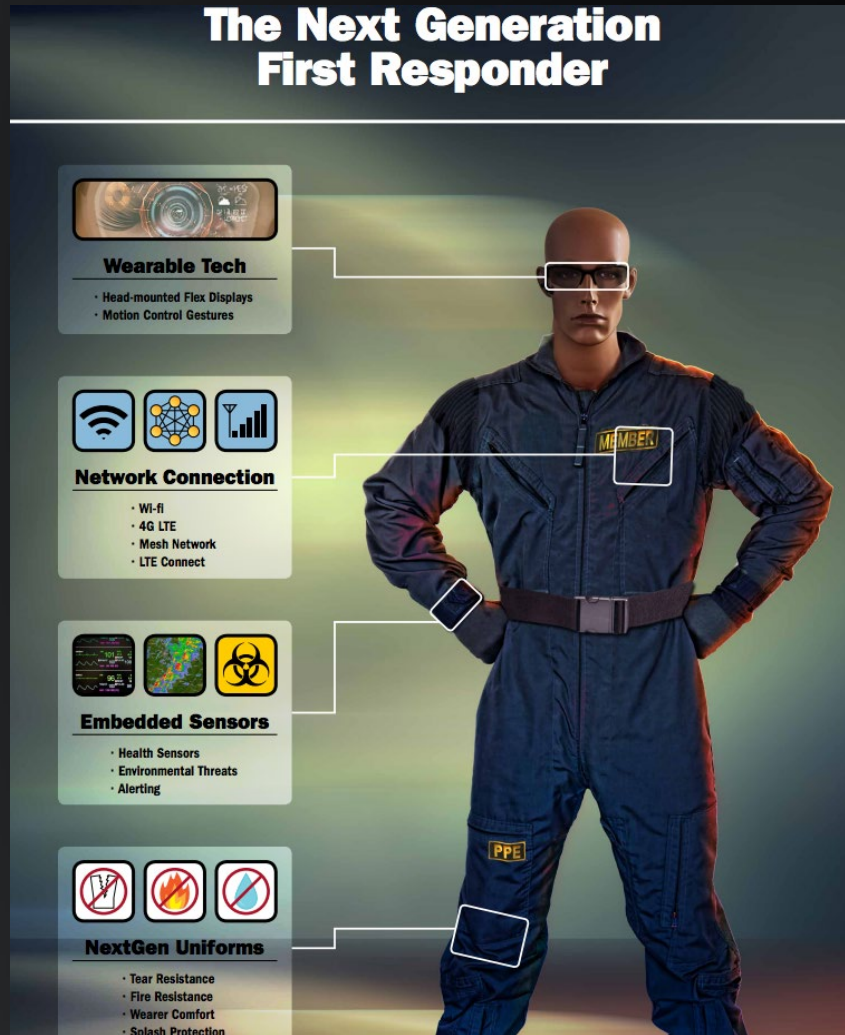 The Next Generation
First Responder
Wearable Tech
· Head-mounted Flex Displays
· Motion Control Gestures
MEMBER
Network Connection
· Wi-fi
· 4G LTE
· Mesh Network
· LTE Connect
Embedded Sensors
· Health Sensors
· Environmental Threats
· Alerting
PPE
NextGen Uniforms
· Tear Resistance
· Fire Resistance
· Wearer Comfort
· Splash Protection